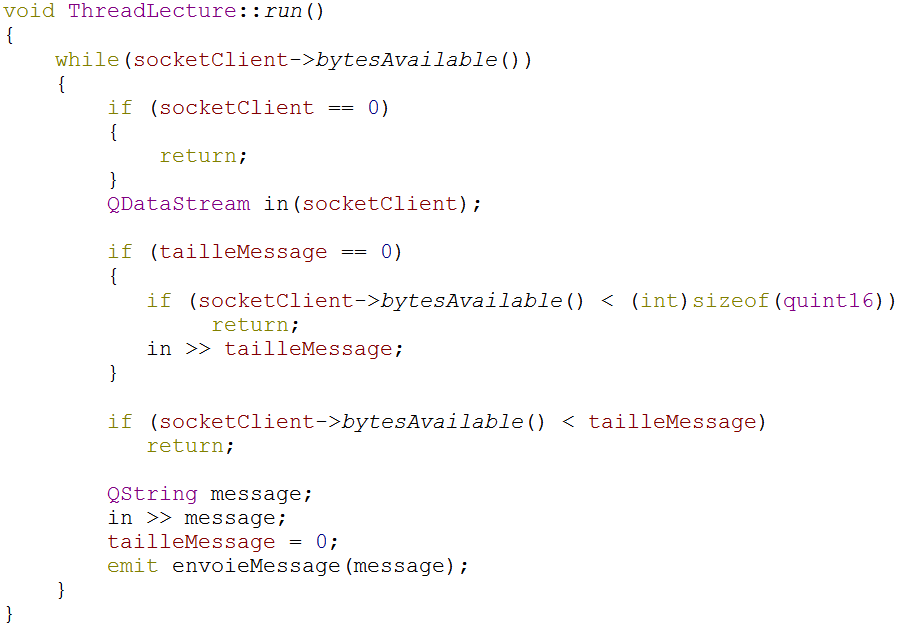 void ThreadLecture::run()
{
    while(socketClient->bytesAvailable())
    {
        if (socketClient == 0)
        {
            return;
        }
        QDataStream in(socketClient);

        if (tailleMessage == 0)
        {
           if (socketClient->bytesAvailable() < (int)sizeof(quint16))
                return;
           in >> tailleMessage;
        }

        if (socketClient->bytesAvailable() < tailleMessage)
           return;

        QString message;
        in >> message;
        tailleMessage = 0;
        emit envoieMessage(message);
    }
}